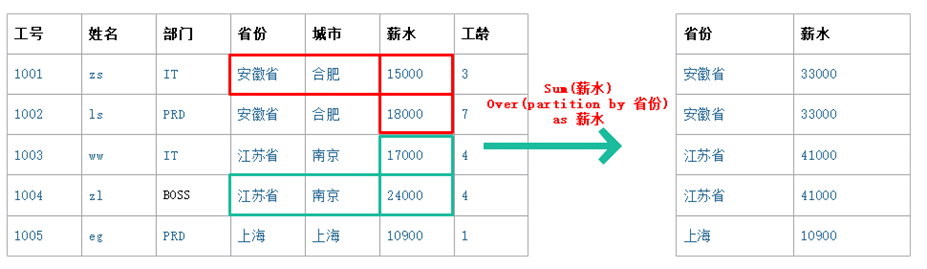 工号 姓名 部门 省份 城市 薪水 工龄
1001 zs IT 安徽省 合肥 15000 3
1002 ls PRD 安徽省 合肥 18000 7
1003 ww IT 江苏省 南京 17000 4
1004 zl BOSS 江苏省 南京 24000 4
1005 eg PRD 上海 上海 10900 1
Sum(薪水)
Over(partition by 省份)
as 薪水
省份 薪水
安徽省 33000
安徽省 33000
江苏省 41000
江苏省 41000
上海 10900